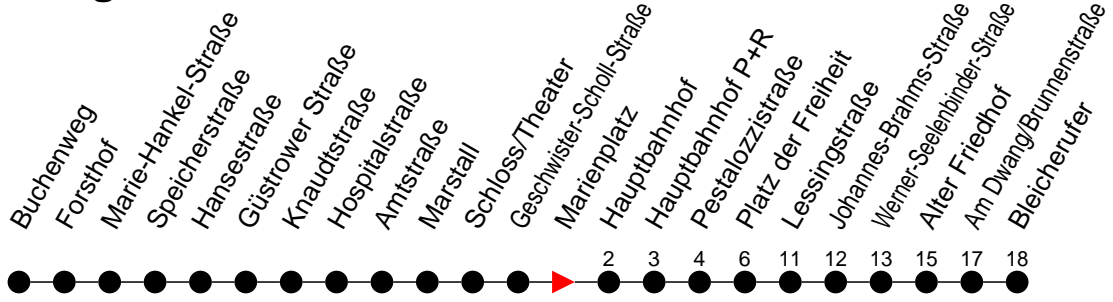 Buchenweg
Forsthof
Marie-Hankel-Straße
Speicherstraße
Hansestraße
Güstrower Straße
Knaudtstraße
Hospitalstraße
Amtstraße
Marstall
Schloss/Theater
Geschwister-Scholl-Straße
Marienplatz
Hauptbahnhof
Hauptbahnhof P+R
Pestalozzistraße
Platz der Freiheit
Lessingstraße
Johannes-Brahms-Straße
Werner-Seelenbinder-Straße
Alter Friedhof
Am Dwang/Brunnenstraße
Bleicherufer
2 3 4 6 11 12 13 15 17 18